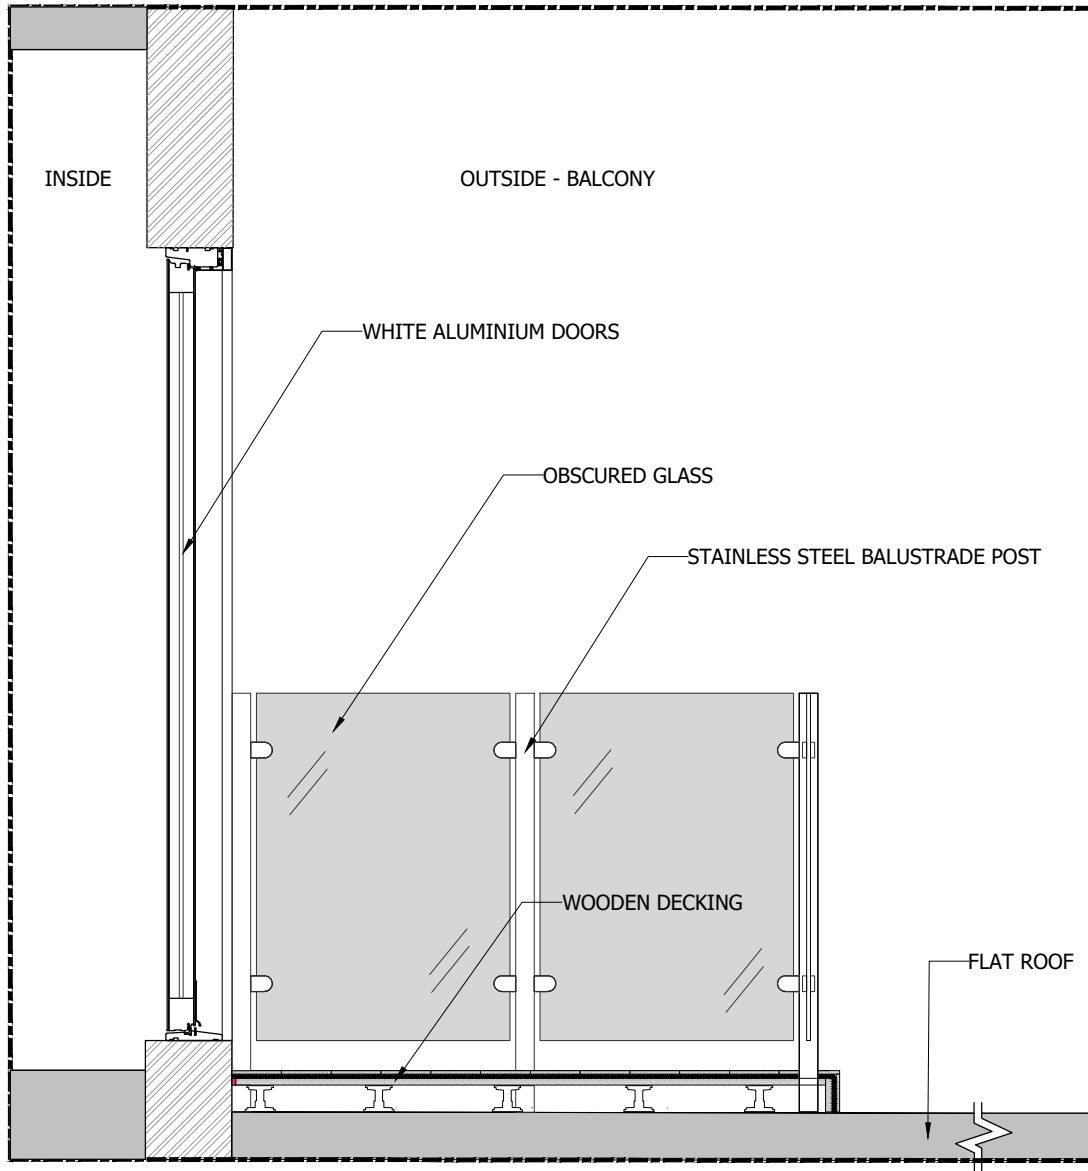 INSIDE
OUTSIDE - BALCONY
WHITE ALUMINIUM DOORS
OBSCURED GLASS
STAINLESS STEEL BALUSTRADE POST
WOODEN DECKING
FLAT ROOF